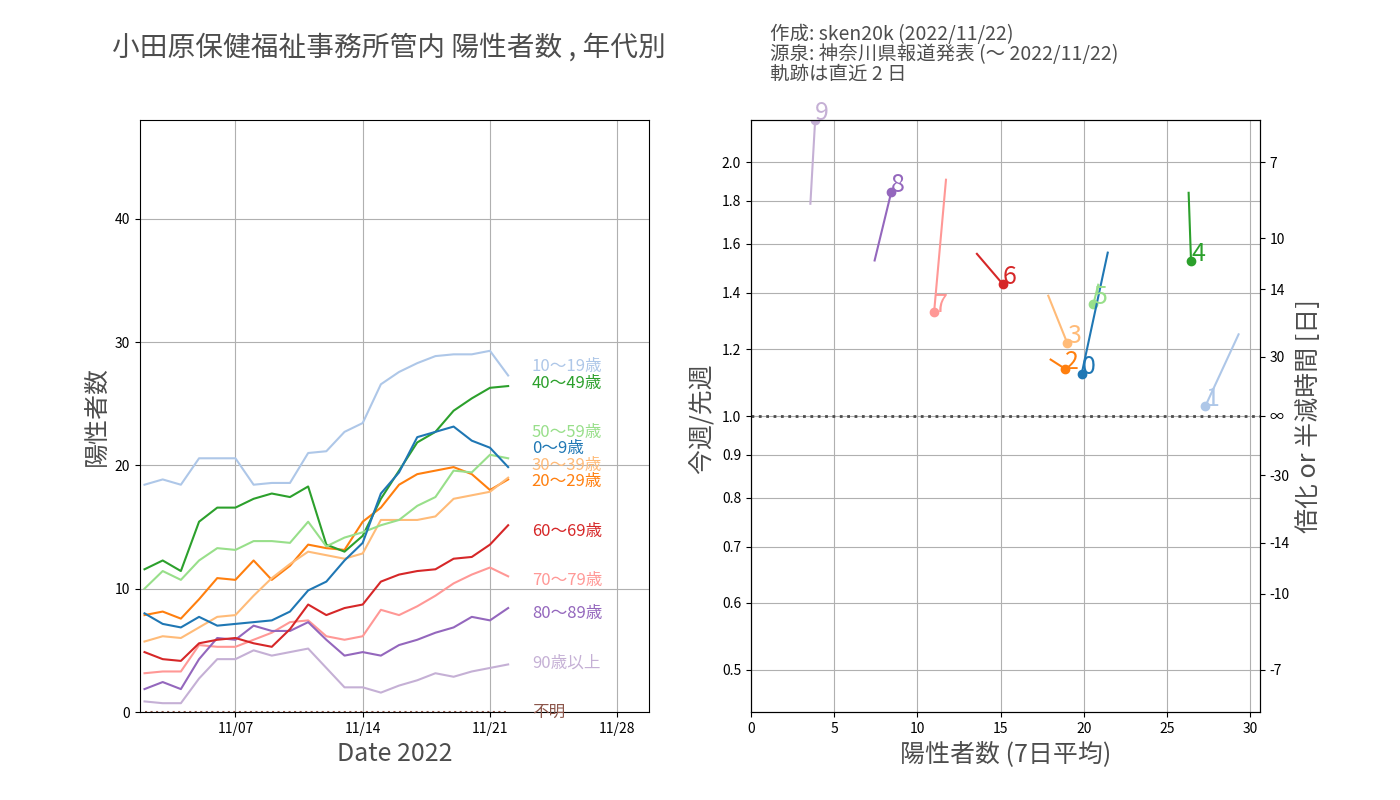 小田原保健福祉事務所管内 陽性者数 , 年代別
作成: sken20k (2022/11/22)
源泉: 神奈川県報道発表 (〜 2022/11/22)
軌跡は直近 2 日
陽性者数
40
30
20
10
0
10〜19歳
40〜49歳
50〜59歳
0〜9歳
30〜39歳
20〜29歳
60〜69歳
70〜79歳
80〜89歳
90歳以上
不明
11/07
11/14
11/21
11/28
Date 2022
今週/先週
2.0
1.8
1.6
1.4
1.2
1.0
0.9
0.8
0.7
0.6
0.5
9
8
7
6
4
5
3
2
0
1
7
10
14
30
∞
-30
-14
-10
-7
倍化 or 半減時間 [日]
0
5
10
15
20
25
30
陽性者数 (7日平均)